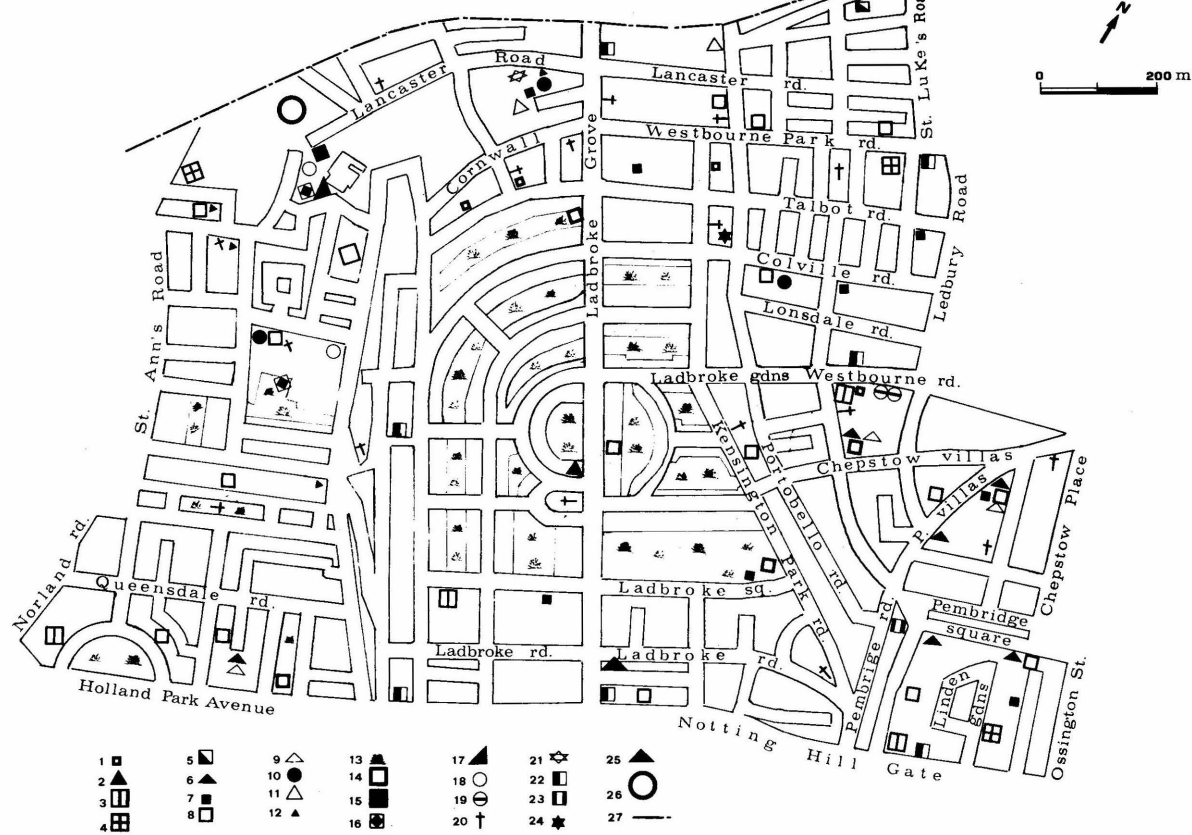 N
0 200 m
Road
Lancaster
Lancaster rd.
St. Luke's Road
Westbourne Park rd.
Cornwall
Grove
Talbot rd.
Road
Ladbroke
Colville rd.
Ledbury
Lonsdale rd.
St. Ann's Road
Ladbroke gdns Westbourne rd.
Kensington Park rd.
Portobello rd.
Chepstow villas
P. villas
Chepstow Place
Norland rd.
Queensdale rd.
Ladbroke sq.
Pembridge square
Ladbroke rd.
Ladbroke rd.
Pembrige rd.
Linden gdns
Ossington St.
Holland Park Avenue
Notting Hill Gate
1 5 9 13 17 21 25
2 6 10 14 18 22 26
3 7 11 15 19 23 27
4 8 12 16 20 24